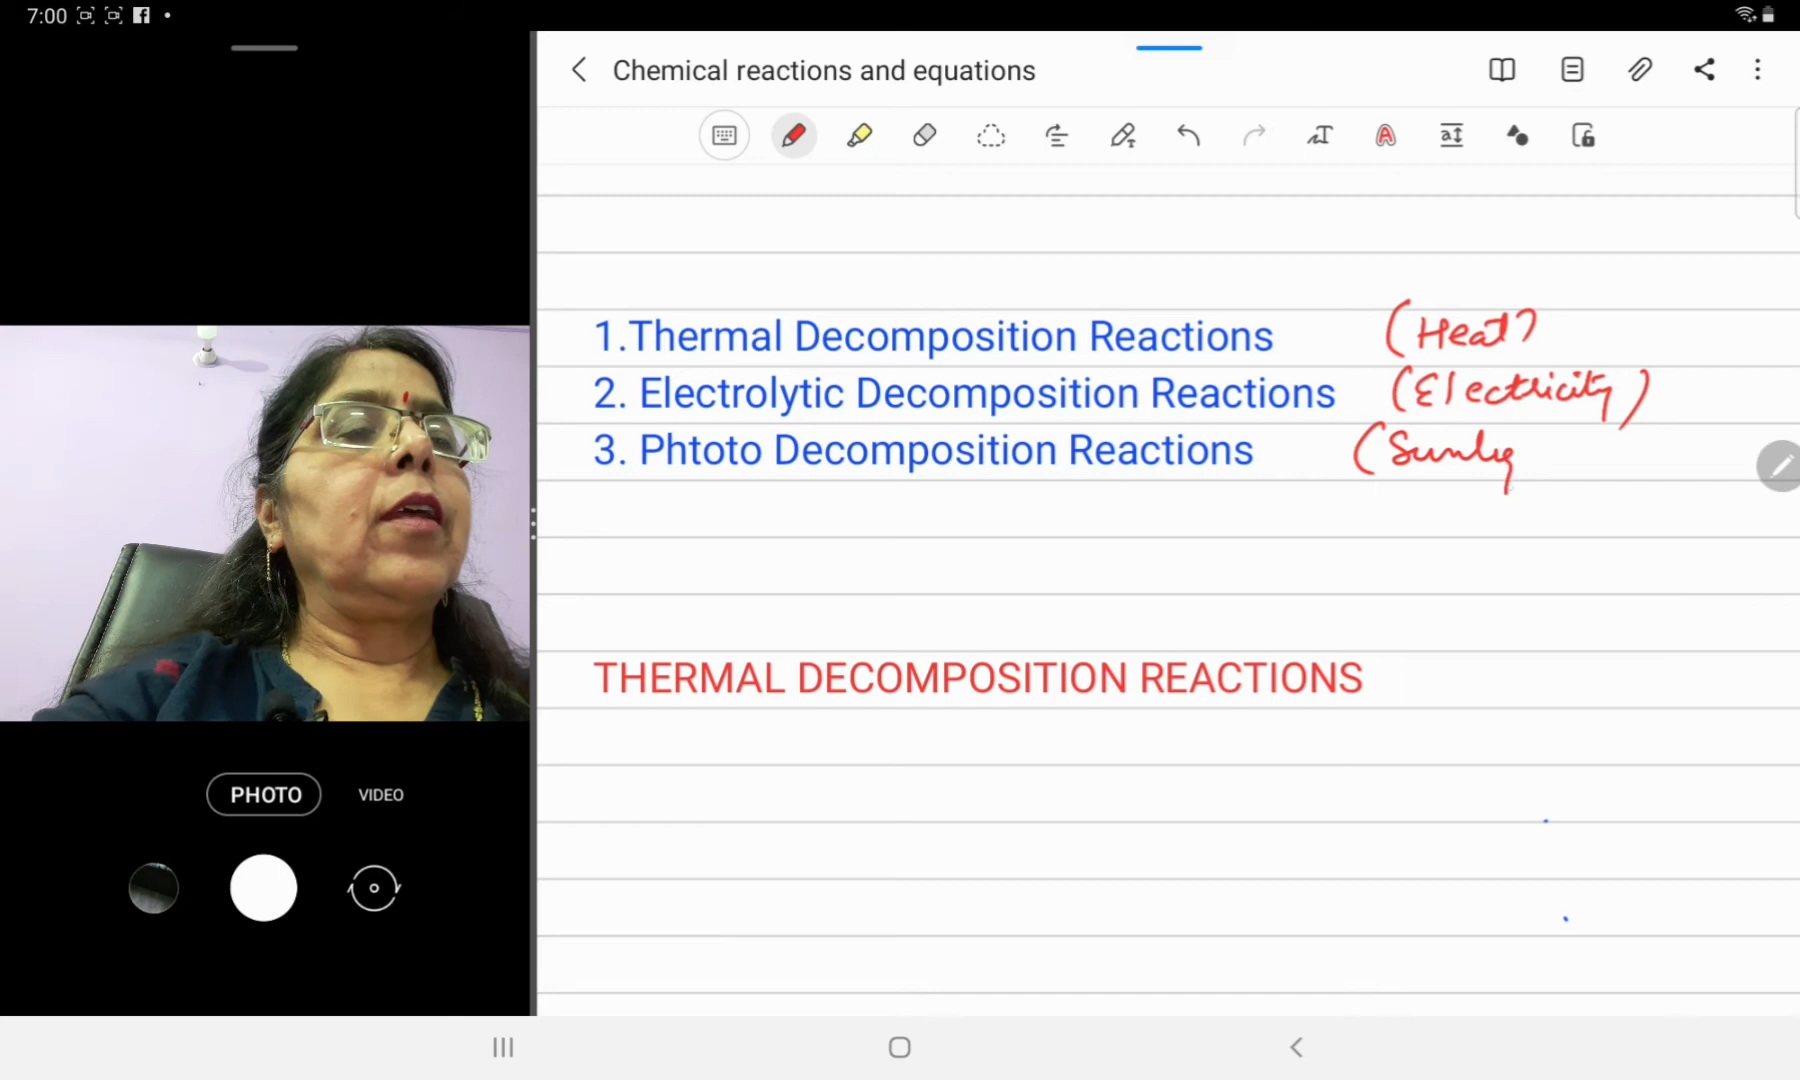 7:00
Chemical reactions and equations
1.Thermal Decomposition Reactions (Heat)
2. Electrolytic Decomposition Reactions (Electricity)
3. Phtoto Decomposition Reactions (Sunlig
THERMAL DECOMPOSITION REACTIONS
PHOTO VIDEO